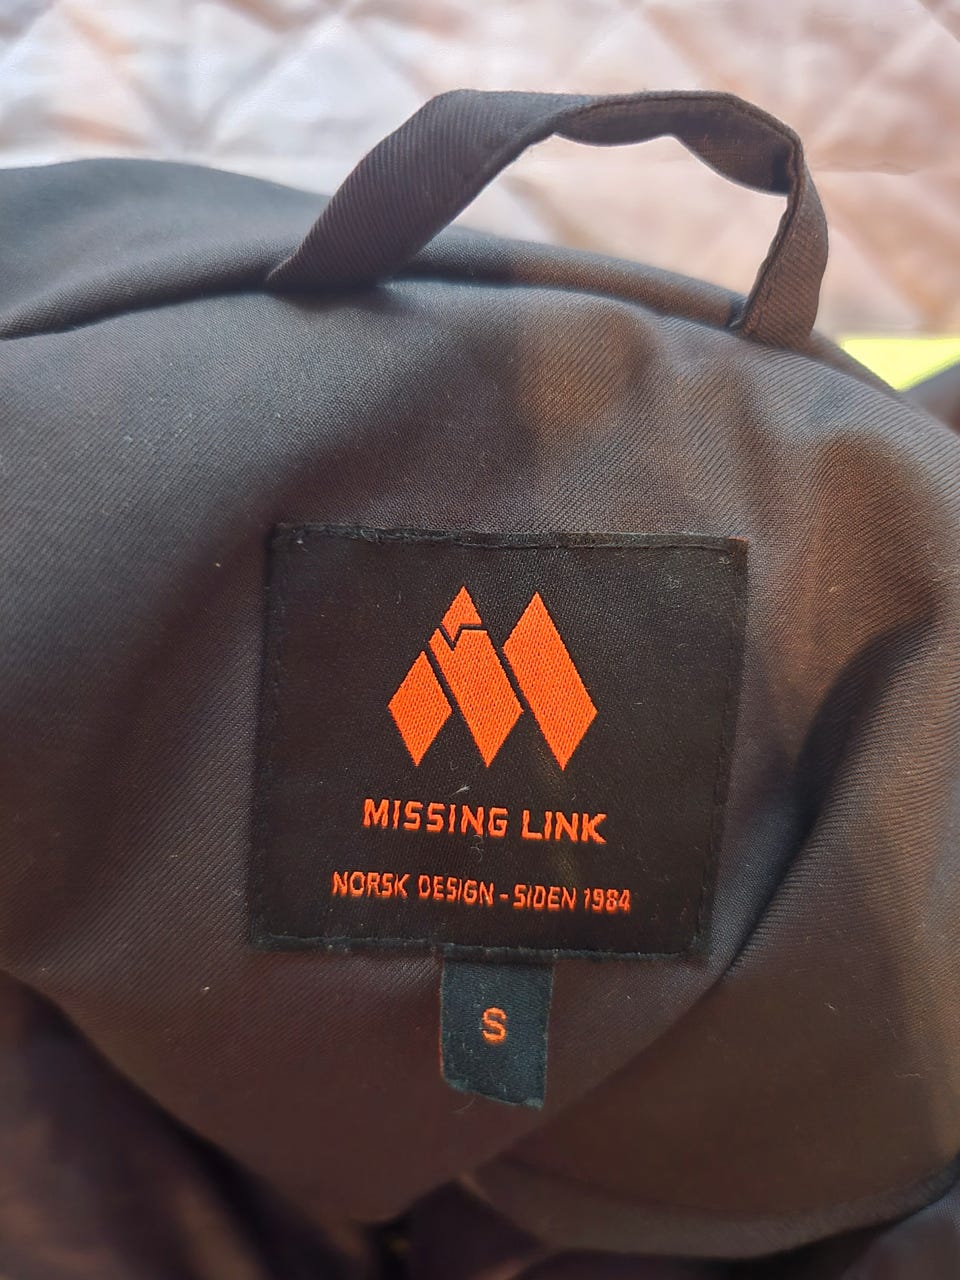 MISSING LINK
NORSK DESIGN - SIDEN 1984
S